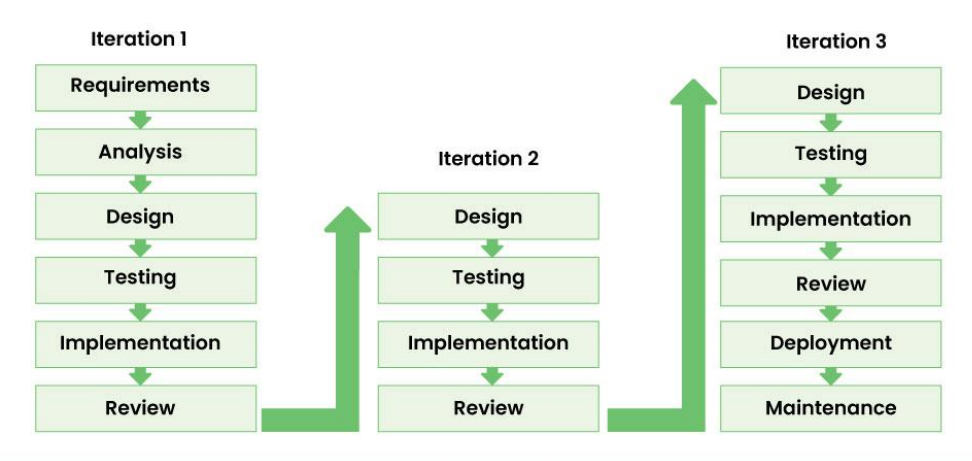 Iteration 1
Requirements
Analysis
Design
Testing
Implementation
Review
Iteration 2
Design
Testing
Implementation
Review
Iteration 3
Design
Testing
Implementation
Review
Deployment
Maintenance